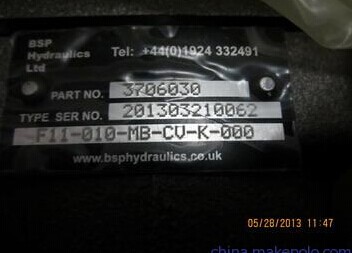 BSP
Hydraulics
Ltd
Tel: +44(0)1924 332491
PART NO. 3706030
TYPE SER NO. 201303210062
F11-010-MB-CV-K-000
www.bsphydraulics.co.uk
05/28/2013 11:47
china.makepolo.com